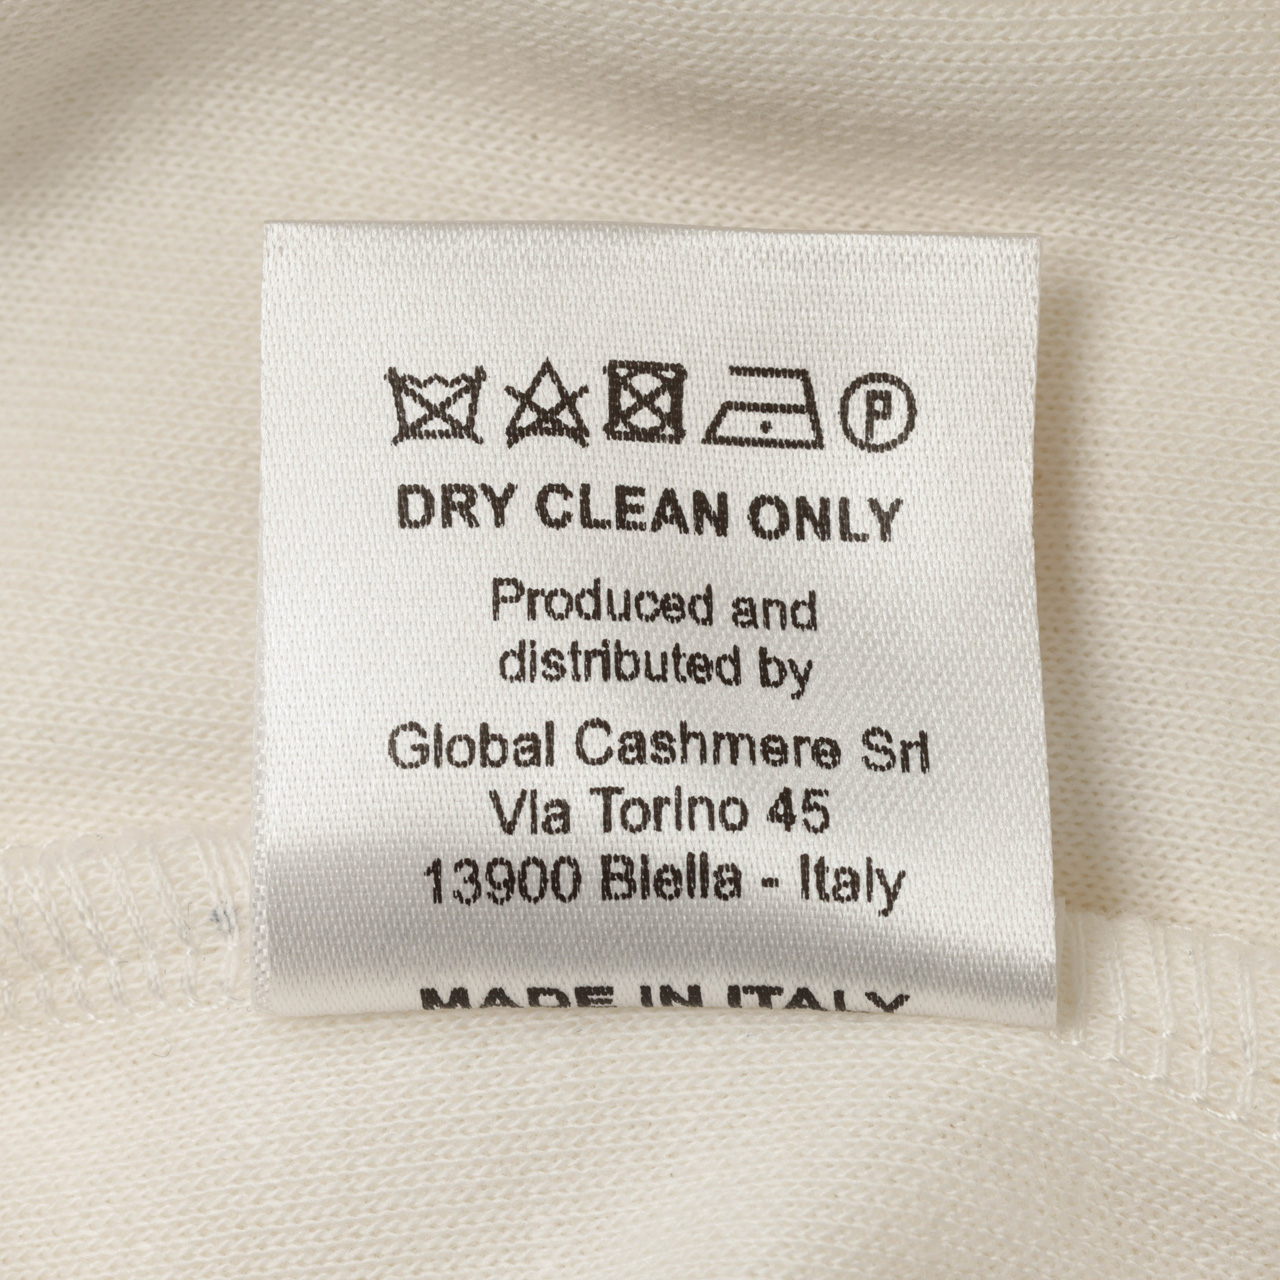 P
DRY CLEAN ONLY
Produced and
distributed by
Global Cashmere Srl
Via Torino 45
13900 Biella - Italy
MADE IN ITALY